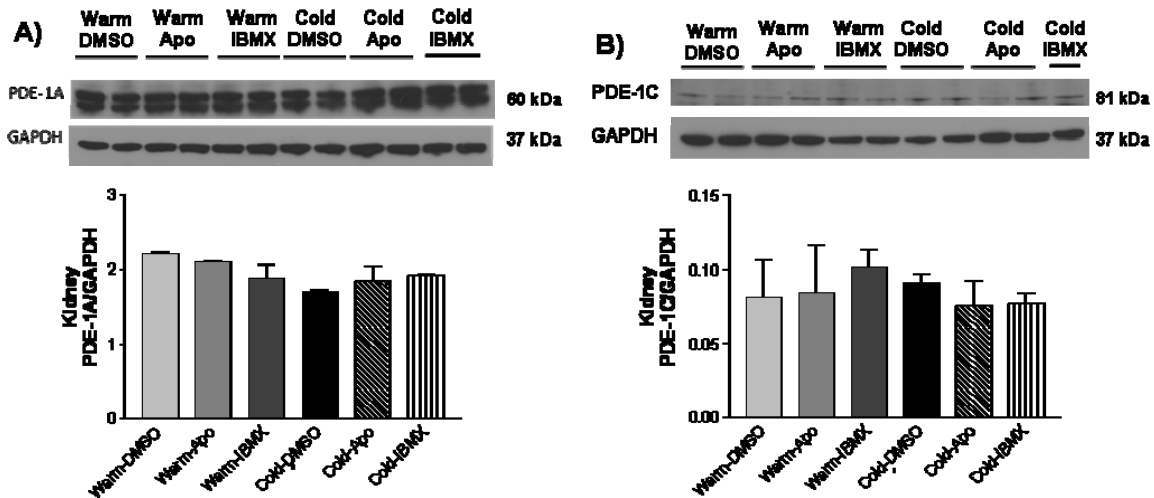 A)
Warm DMSO
Warm Apo
Warm IBMX
Cold DMSO
Cold Apo
Cold IBMX
PDE-1A
60 kDa
GAPDH
37 kDa
3
2
1
0
Kidney
PDE-1A/GAPDH
Warm-DMSO
Warm-Apo
Warm-IBMX
Cold-DMSO
Cold-Apo
Cold-IBMX
B)
Warm DMSO
Warm Apo
Warm IBMX
Cold DMSO
Cold Apo
Cold IBMX
PDE-1C
81 kDa
GAPDH
37 kDa
0.15
0.10
0.05
0.00
Kidney
PDE-1C/GAPDH
Warm-DMSO
Warm-Apo
Warm-IBMX
Cold-DMSO
Cold-Apo
Cold-IBMX